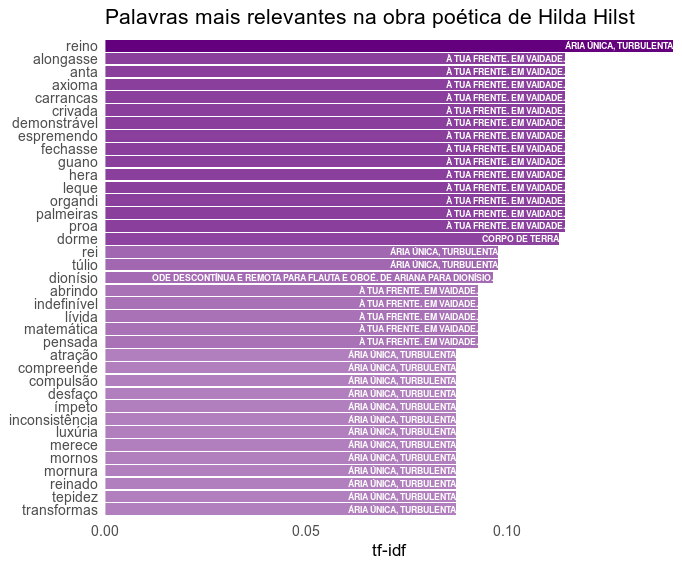 Palavras mais relevantes na obra poética de Hilda Hilst
reino ÁRIA ÚNICA, TURBULENTA
alongasse À TUA FRENTE. EM VAIDADE.
anta À TUA FRENTE. EM VAIDADE.
axioma À TUA FRENTE. EM VAIDADE.
carrancas À TUA FRENTE. EM VAIDADE.
crivada À TUA FRENTE. EM VAIDADE.
demonstrável À TUA FRENTE. EM VAIDADE.
espremendo À TUA FRENTE. EM VAIDADE.
fechasse À TUA FRENTE. EM VAIDADE.
guano À TUA FRENTE. EM VAIDADE.
hera À TUA FRENTE. EM VAIDADE.
leque À TUA FRENTE. EM VAIDADE.
organdi À TUA FRENTE. EM VAIDADE.
palmeiras À TUA FRENTE. EM VAIDADE.
proa À TUA FRENTE. EM VAIDADE.
dorme CORPO DE TERRA
rei ÁRIA ÚNICA, TURBULENTA
túlio ÁRIA ÚNICA, TURBULENTA
dionísio ODE DESCONTÍNUA E REMOTA PARA FLAUTA E OBOÉ. DE ARIANA PARA DIONÍSIO.
abrindo À TUA FRENTE. EM VAIDADE.
indefinível À TUA FRENTE. EM VAIDADE.
lívida À TUA FRENTE. EM VAIDADE.
matemática À TUA FRENTE. EM VAIDADE.
pensada À TUA FRENTE. EM VAIDADE.
atração ÁRIA ÚNICA, TURBULENTA
compreende ÁRIA ÚNICA, TURBULENTA
compulsão ÁRIA ÚNICA, TURBULENTA
desfaço ÁRIA ÚNICA, TURBULENTA
ímpeto ÁRIA ÚNICA, TURBULENTA
inconsistência ÁRIA ÚNICA, TURBULENTA
luxúria ÁRIA ÚNICA, TURBULENTA
merece ÁRIA ÚNICA, TURBULENTA
mornos ÁRIA ÚNICA, TURBULENTA
mornura ÁRIA ÚNICA, TURBULENTA
reinado ÁRIA ÚNICA, TURBULENTA
tepidez ÁRIA ÚNICA, TURBULENTA
transformas ÁRIA ÚNICA, TURBULENTA
0.00 0.05 0.10
tf-idf